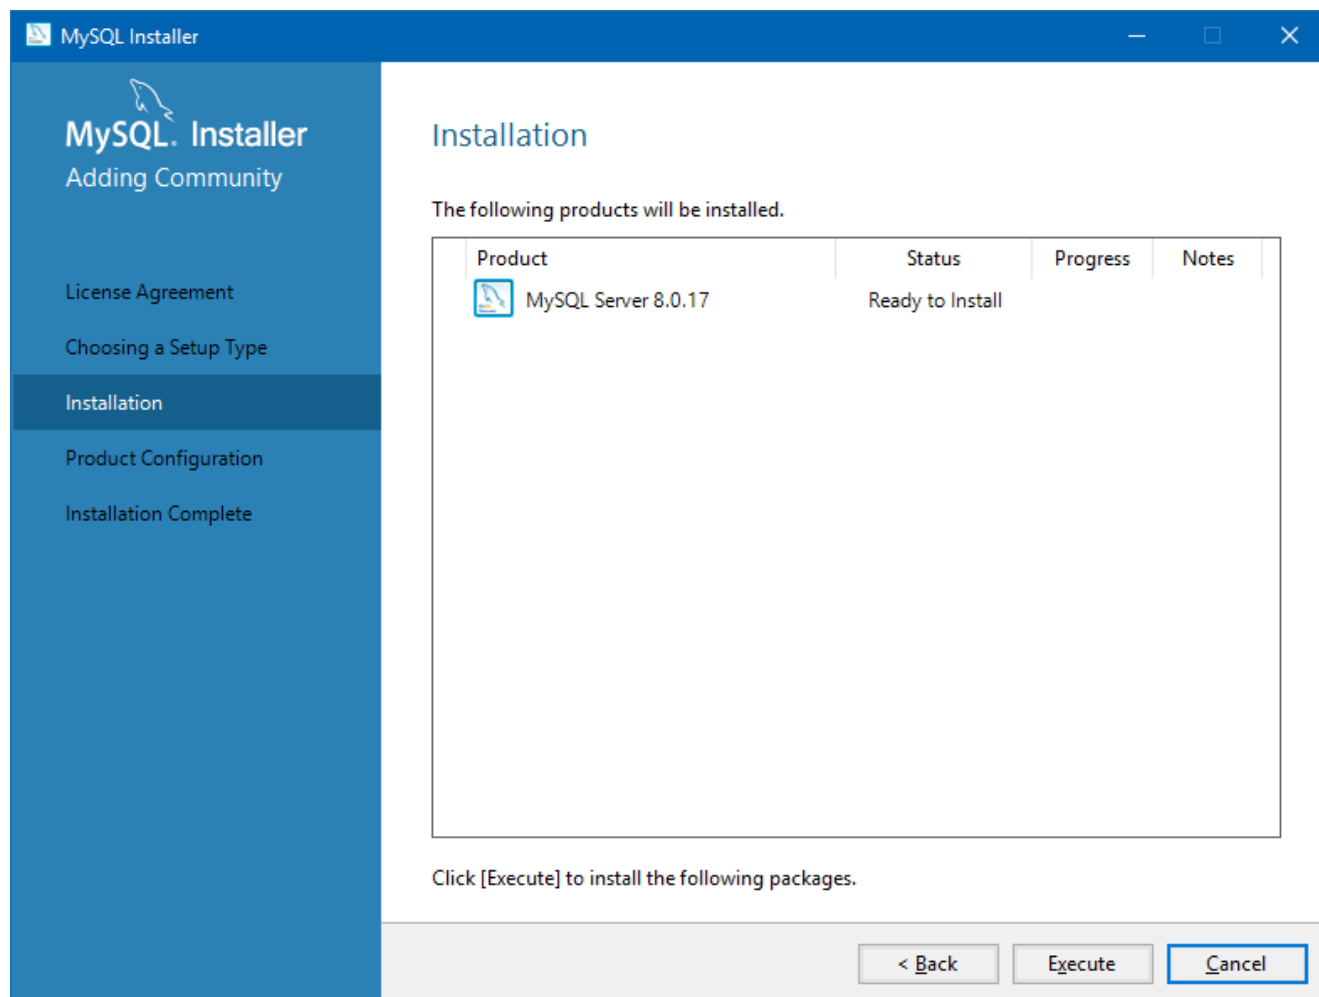 MySQL Installer
MySQL. Installer
Adding Community
License Agreement
Choosing a Setup Type
Installation
Product Configuration
Installation Complete
Installation
The following products will be installed.
Product Status Progress Notes
MySQL Server 8.0.17 Ready to Install
Click [Execute] to install the following packages.
< Back Execute Cancel